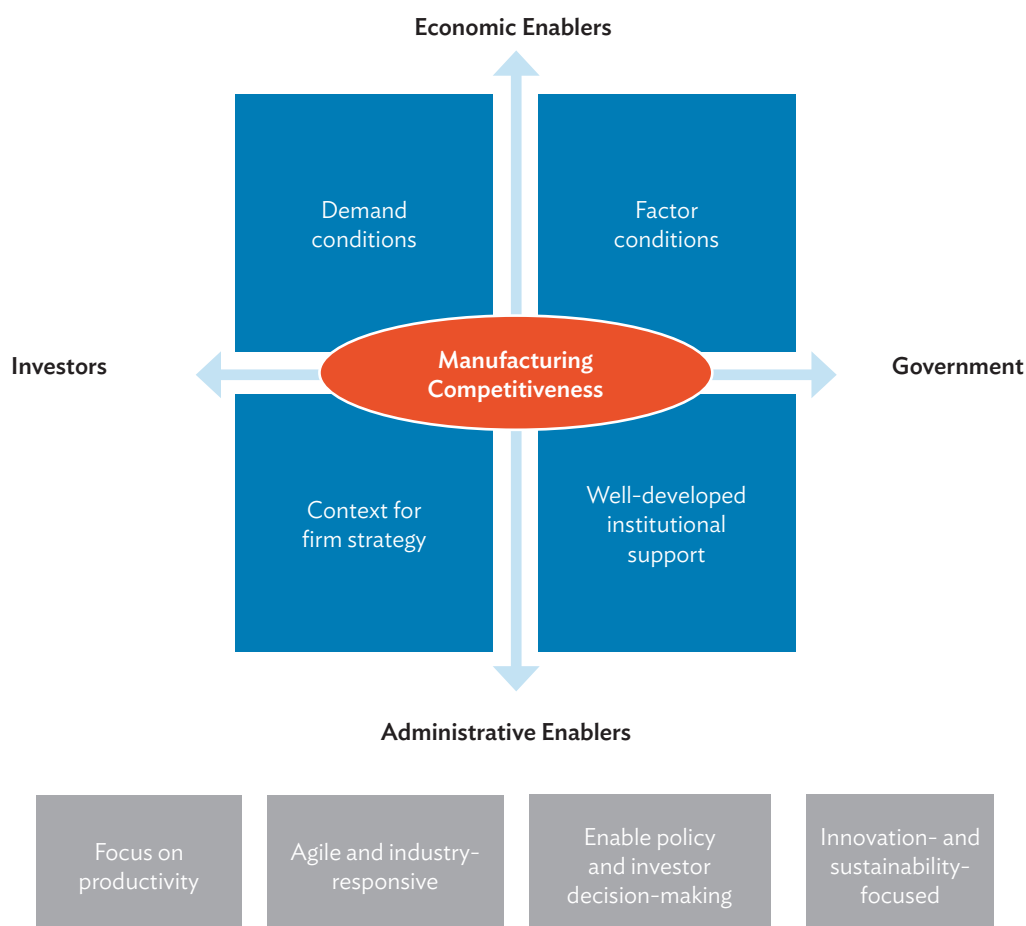 Economic Enablers
Demand
conditions
Factor
conditions
Investors
Manufacturing
Competitiveness
Government
Context for
firm strategy
Well-developed
institutional
support
Administrative Enablers
Focus on
productivity
Agile and industry-
responsive
Enable policy
and investor
decision-making
Innovation- and
sustainability-
focused